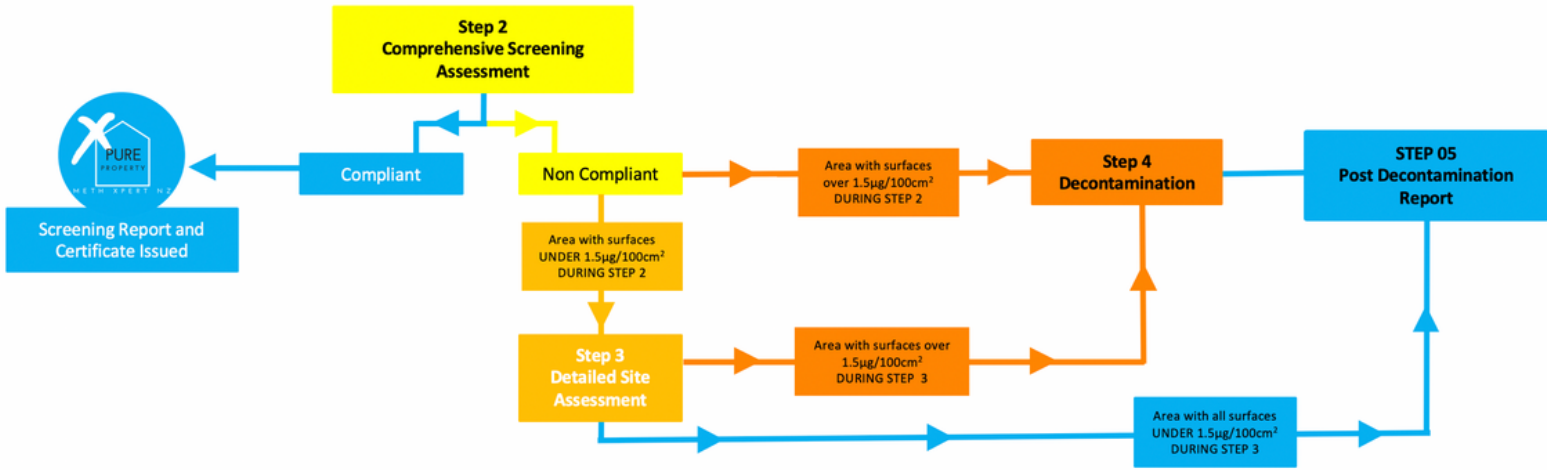 Step 2
Comprehensive Screening
Assessment
PURE
PROPERTY
METH XPERT NZ
Screening Report and
Certificate Issued
Compliant
Non Compliant
Area with surfaces
over 1.5µg/100cm²
DURING STEP 2
Step 4
Decontamination
STEP 05
Post Decontamination
Report
Area with surfaces
UNDER 1.5µg/100cm²
DURING STEP 2
Step 3
Detailed Site
Assessment
Area with surfaces over
1.5µg/100cm²
DURING STEP 3
Area with all surfaces
UNDER 1.5µg/100cm²
DURING STEP 3